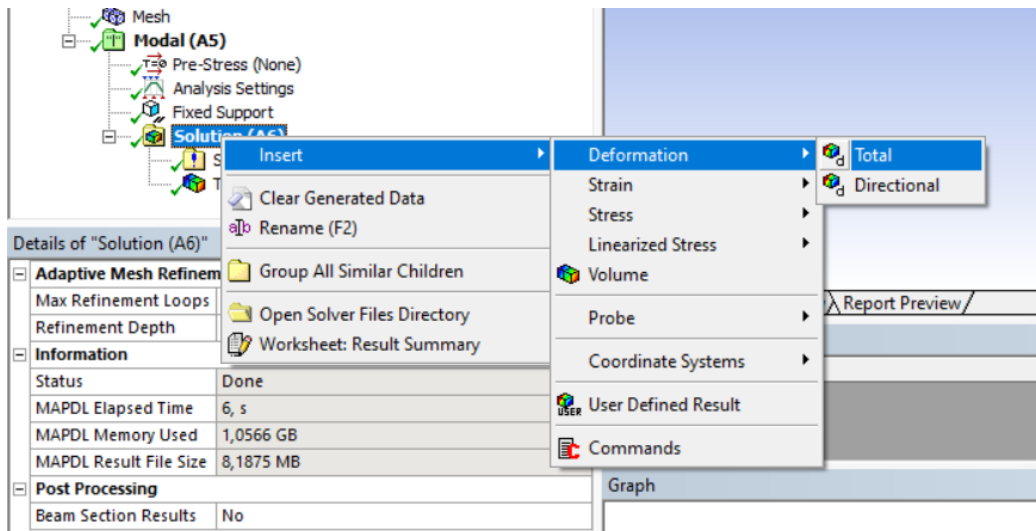 Mesh
Modal (A5)
T=0 Pre-Stress (None)
Analysis Settings
Fixed Support
Solution (A6)
S
T
Insert
Clear Generated Data
Rename (F2)
Group All Similar Children
Open Solver Files Directory
Worksheet: Result Summary
Deformation
Strain
Stress
Linearized Stress
Volume
Probe
Coordinate Systems
USER User Defined Result
Commands
Total
Directional
Details of "Solution (A6)"
Adaptive Mesh Refinem
Max Refinement Loops
Refinement Depth
Information
Status Done
MAPDL Elapsed Time 6, s
MAPDL Memory Used 1,0566 GB
MAPDL Result File Size 8,1875 MB
Post Processing
Beam Section Results No
Report Preview
Graph